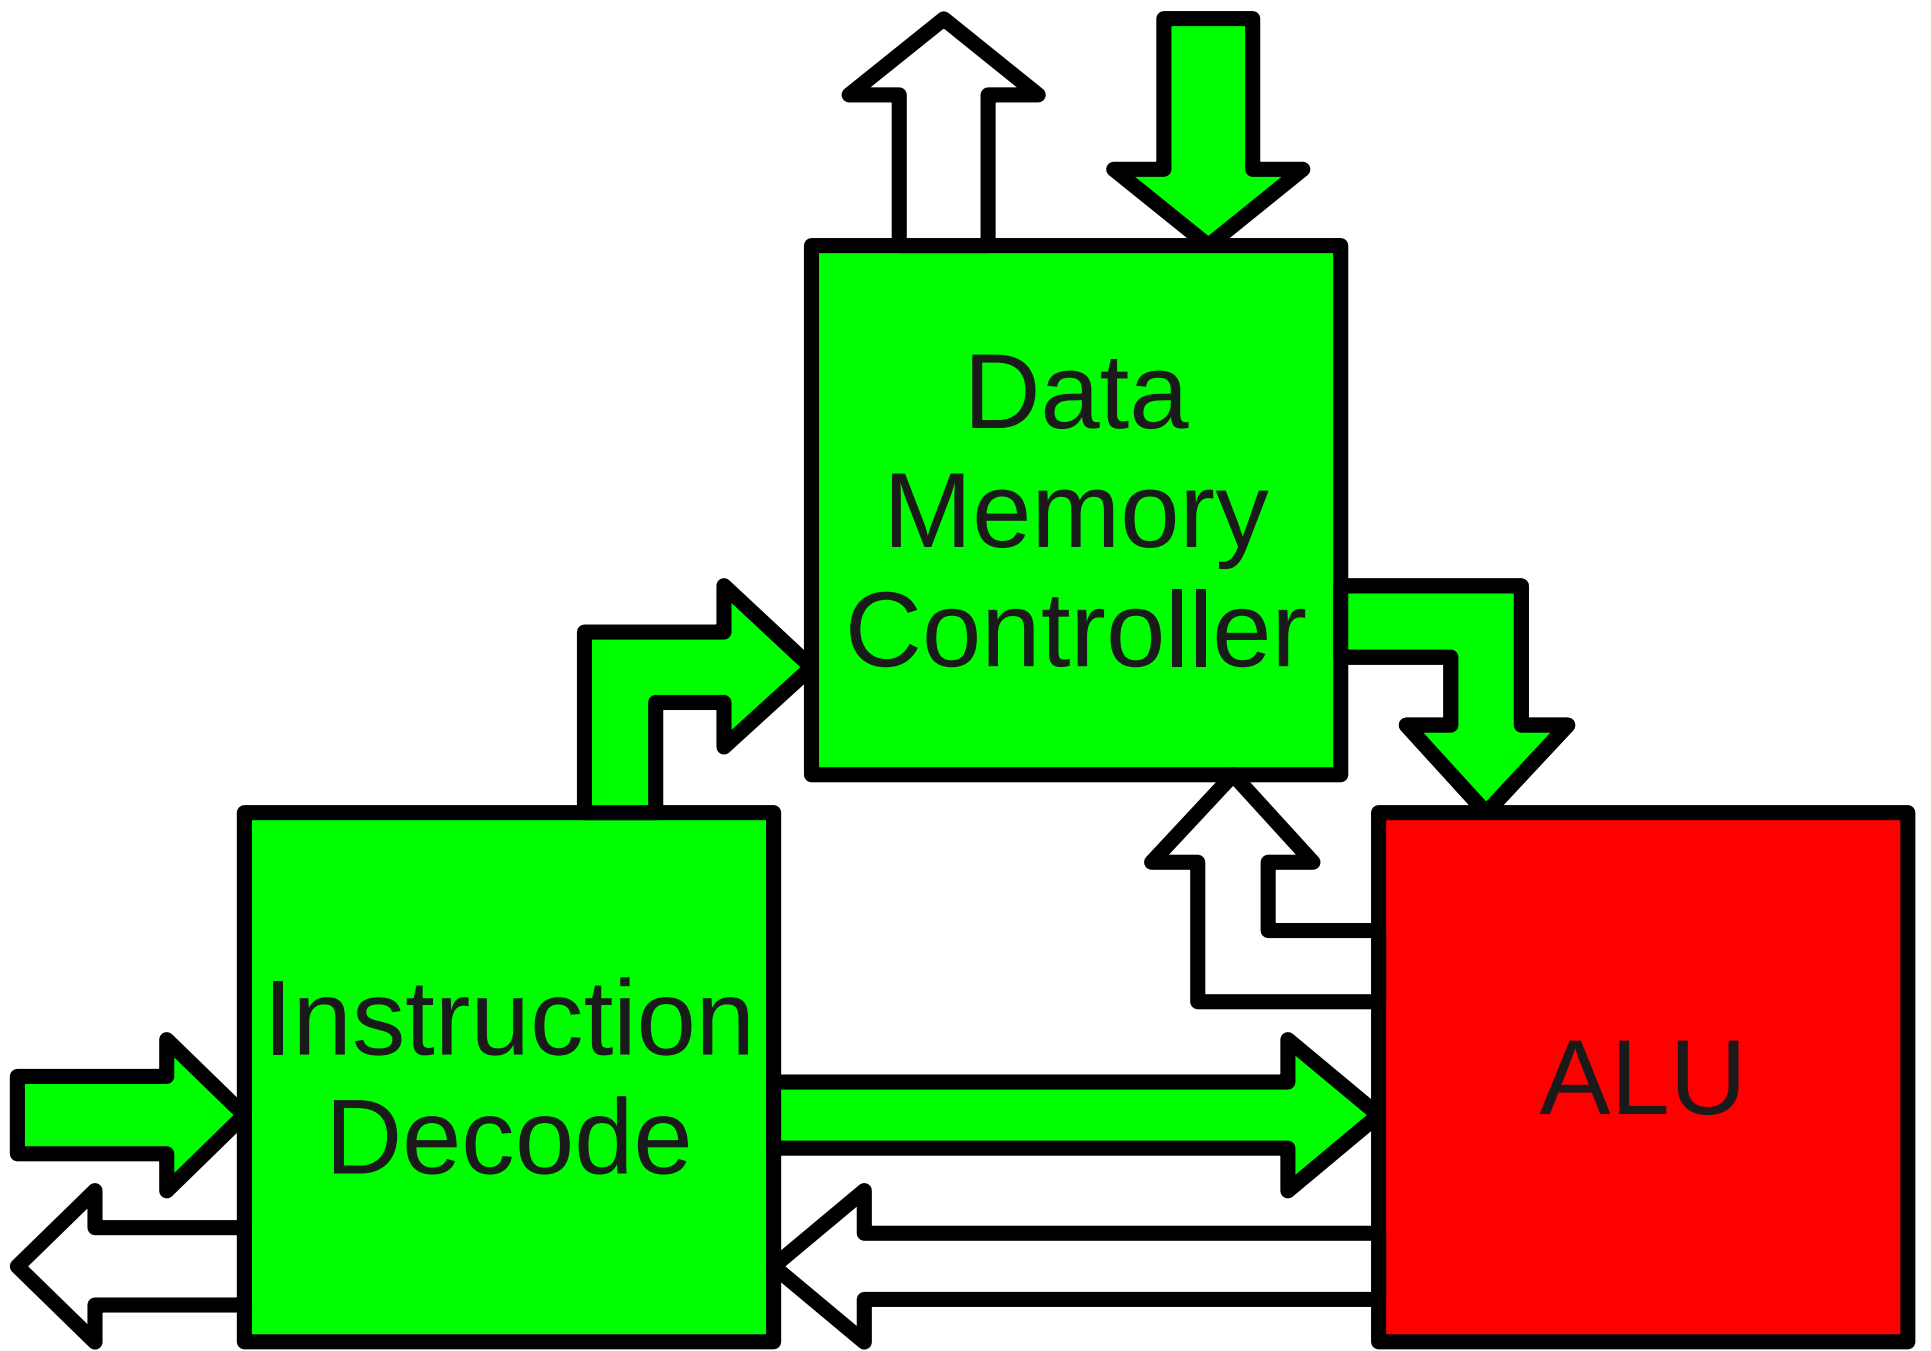 Data
Memory
Controller
Instruction
Decode
ALU